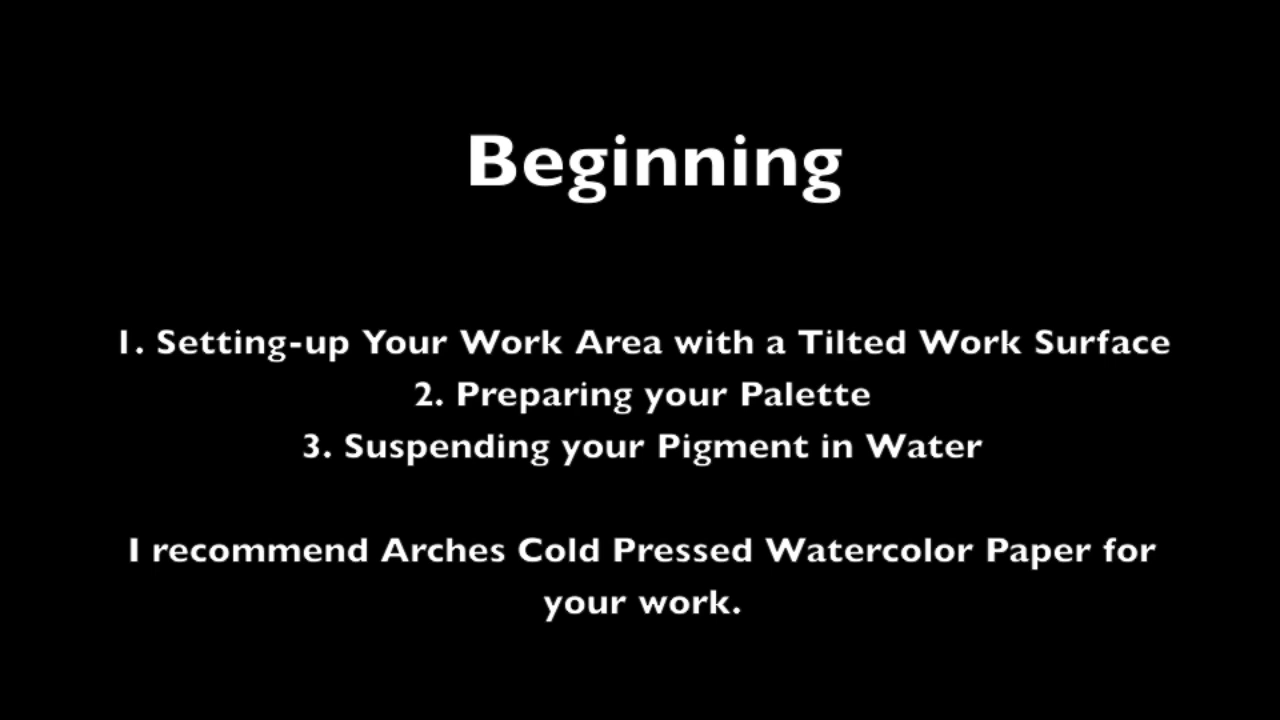 Beginning
1. Setting-up Your Work Area with a Tilted Work Surface
2. Preparing your Palette
3. Suspending your Pigment in Water
I recommend Arches Cold Pressed Watercolor Paper for
your work.